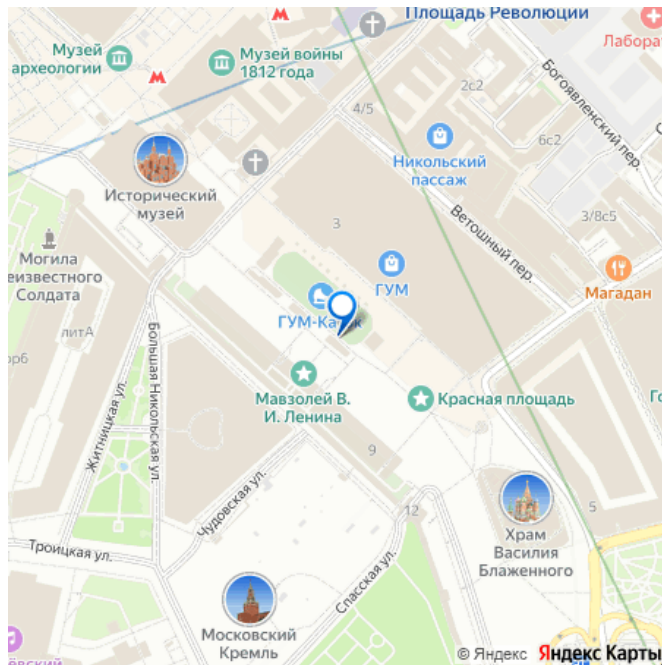 Площадь Революции
Музей
археологии
Музей войны
1812 года
Лабора
4/5
2с2
6с2
Богоявленский пер.
Никольский
пассаж
Исторический
музей
3
Ветошный пер.
3/8с5
Могила
еизвестного
Солдата
ГУМ
Магадан
литА
ГУМ-Каток
Мавзолей В.
И. Ленина
Красная площадь
Житницкая ул.
Большая Никольская ул.
9
Чудовская ул.
12
5
Троицкая ул.
Спасская ул.
Храм
Василия
Блаженного
Московский
Кремль
© Яндекс Яндекс Карты